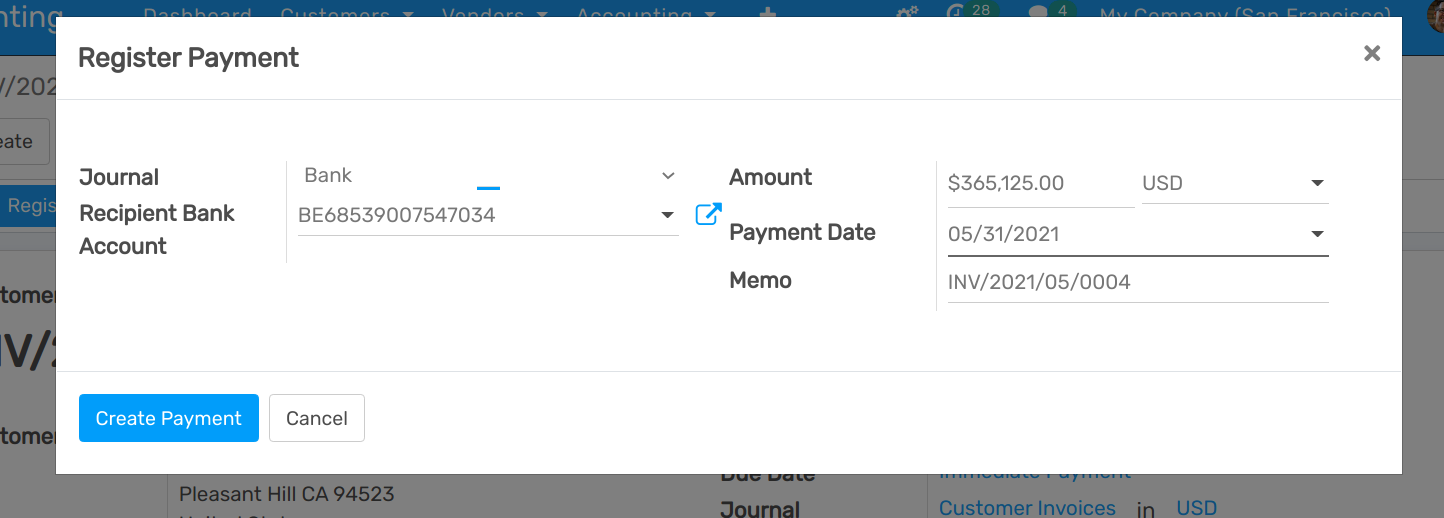 nting Dashboard Customers Vendors Accounting 28 4 My Company (San Francisco)
Register Payment
Journal
Bank
Recipient Bank
Account
BE68539007547034
Amount
$365,125.00 USD
Payment Date
05/31/2021
Memo
INV/2021/05/0004
Create Payment Cancel
V/202
eate
Regis
tomer
IV/2
tomer
Due Date
Immediate Payment
Pleasant Hill CA 94523
Journal
Customer Invoices in USD